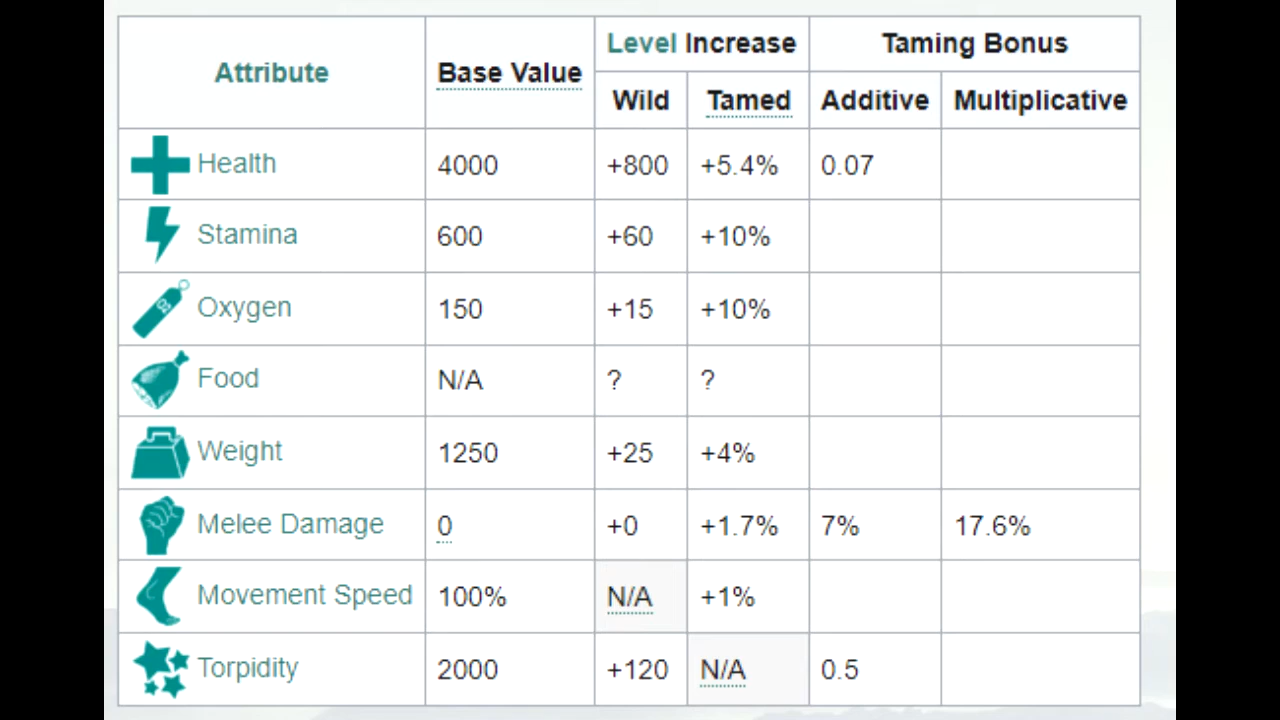 Attribute Base Value Level Increase Taming Bonus
Wild Tamed Additive Multiplicative
Health 4000 +800 +5.4% 0.07
Stamina 600 +60 +10%
O2 Oxygen 150 +15 +10%
Food N/A ? ?
Weight 1250 +25 +4%
Melee Damage 0 +0 +1.7% 7% 17.6%
Movement Speed 100% N/A +1%
Torpidity 2000 +120 N/A 0.5